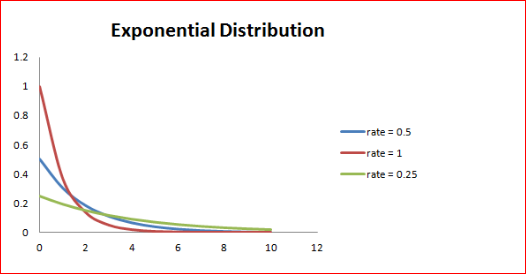 Exponential Distribution
1.2
1
0.8
0.6
0.4
0.2
0
0 2 4 6 8 10 12
rate = 0.5
rate = 1
rate = 0.25